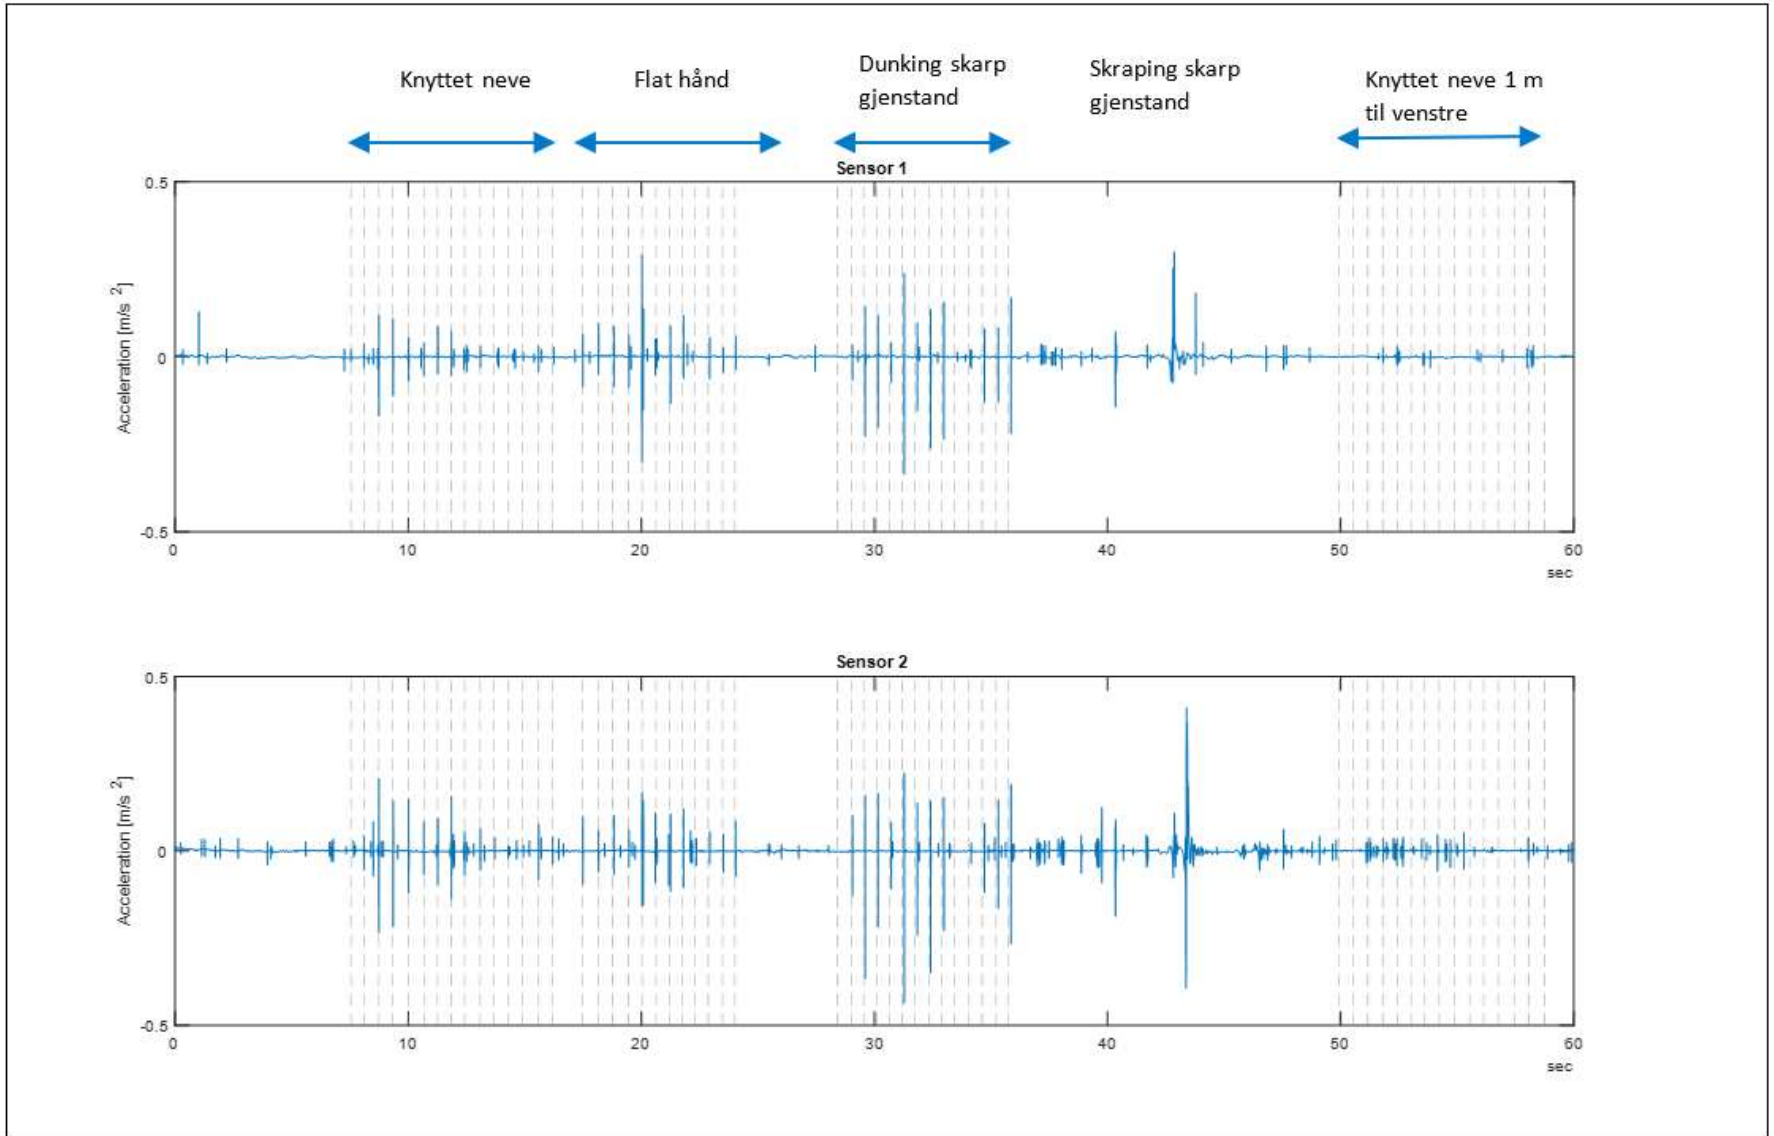 Knyttet neve
Flat hånd
Dunking skarp
gjenstand
Skraping skarp
gjenstand
Knyttet neve 1 m
til venstre
Sensor 1
0.5
0
-0.5
Acceleration [m/s 2]
0 10 20 30 40 50 60
sec
Sensor 2
0.5
0
-0.5
Acceleration [m/s 2]
0 10 20 30 40 50 60
sec